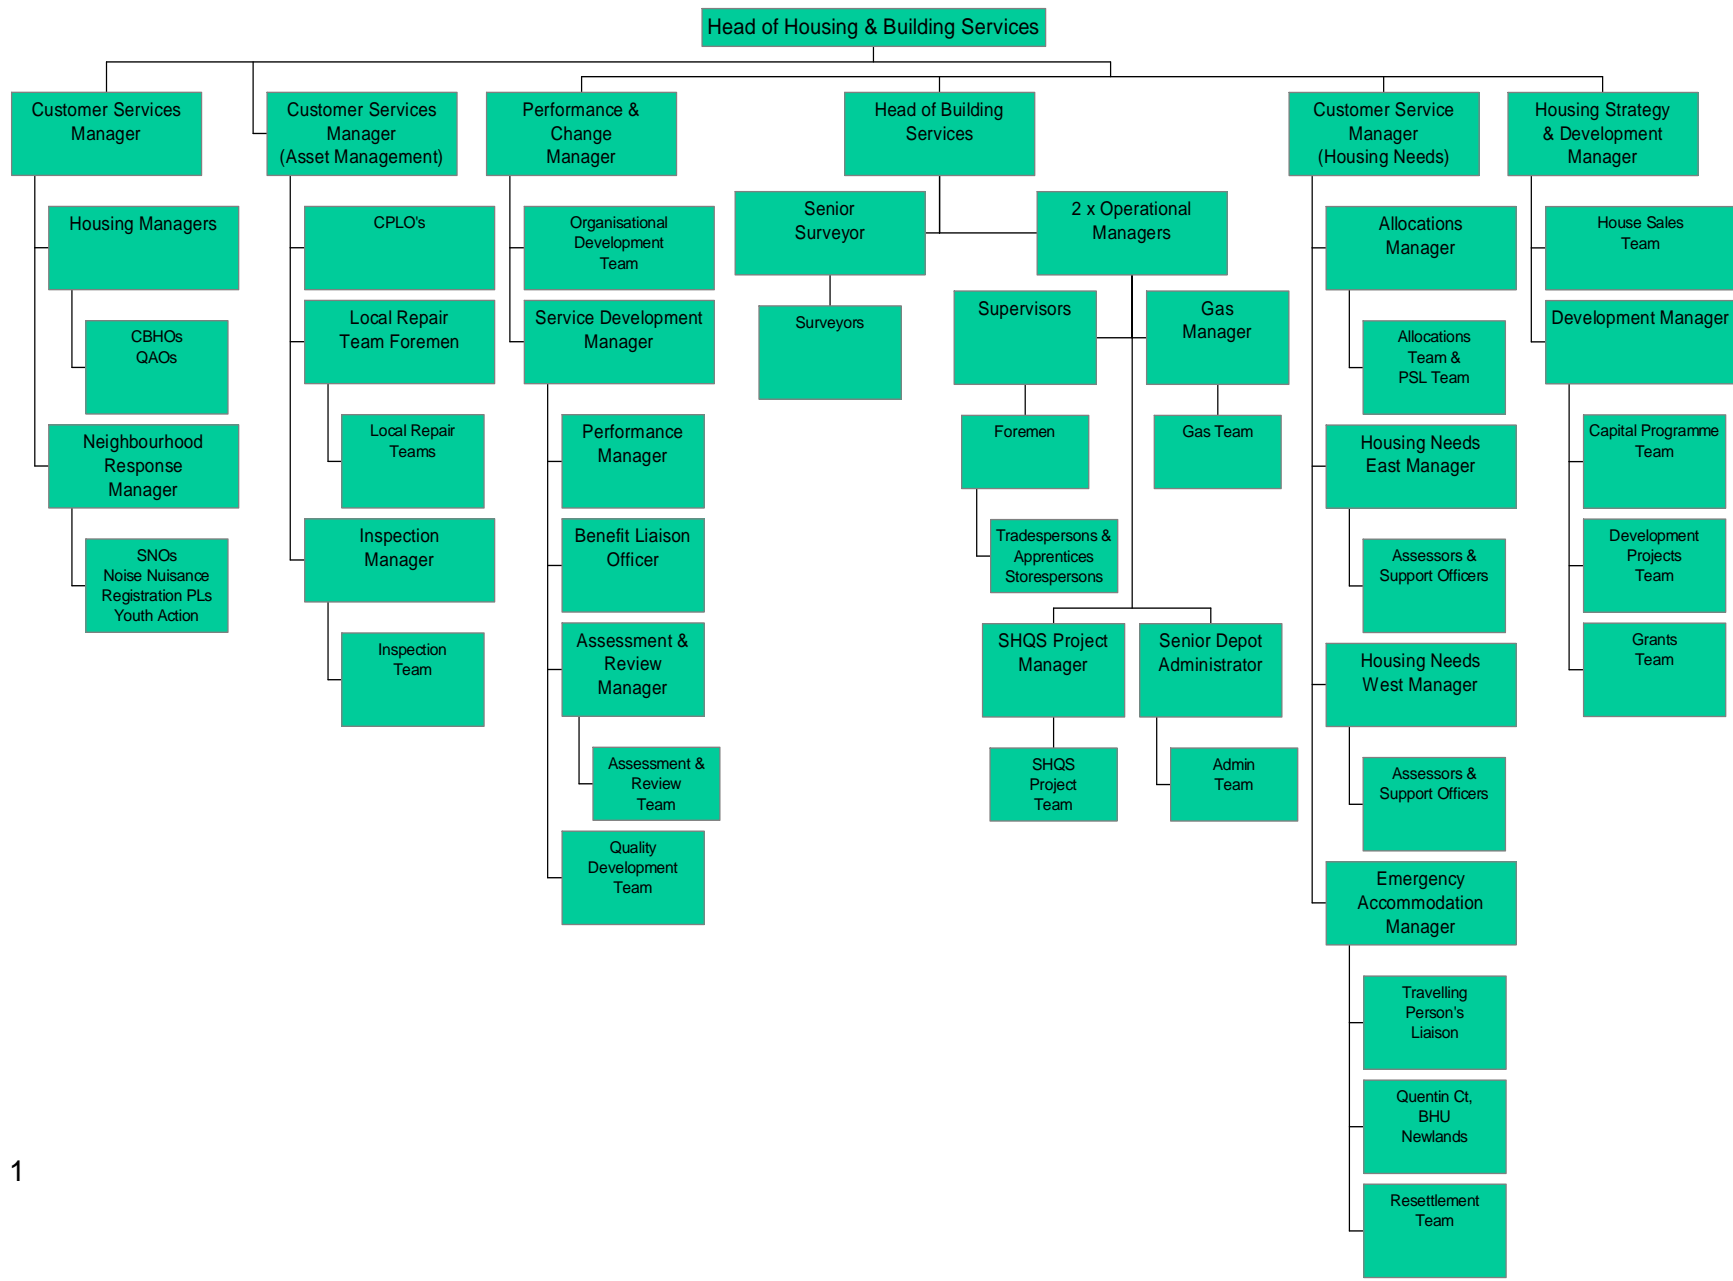 Head of Housing & Building Services
Customer Services
Manager
Housing Managers
CBHOs
QAOs
Neighbourhood
Response
Manager
SNOs
Noise Nuisance
Registration PLs
Youth Action
Customer Services
Manager
(Asset Management)
CPLO's
Local Repair
Team Foremen
Local Repair
Teams
Inspection
Manager
Inspection
Team
Performance &
Change
Manager
Organisational
Development
Team
Service Development
Manager
Performance
Manager
Benefit Liaison
Officer
Assessment &
Review
Manager
Assessment &
Review
Team
Quality
Development
Team
Head of Building
Services
Senior
Surveyor
Surveyors
2 x Operational
Managers
Supervisors
Foremen
Tradespersons &
Apprentices
Storespersons
Gas
Manager
Gas Team
SHQS Project
Manager
SHQS
Project
Team
Senior Depot
Administrator
Admin
Team
Customer Service
Manager
(Housing Needs)
Allocations
Manager
Allocations
Team &
PSL Team
Housing Needs
East Manager
Assessors &
Support Officers
Housing Needs
West Manager
Assessors &
Support Officers
Emergency
Accommodation
Manager
Travelling
Person's
Liaison
Quentin Ct,
BHU
Newlands
Resettlement
Team
Housing Strategy
& Development
Manager
House Sales
Team
Development Manager
Capital Programme
Team
Development
Projects
Team
Grants
Team
1